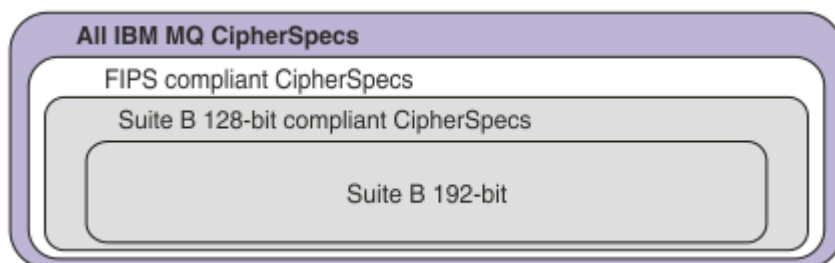 All IBM MQ CipherSpecs
FIPS compliant CipherSpecs
Suite B 128-bit compliant CipherSpecs
Suite B 192-bit